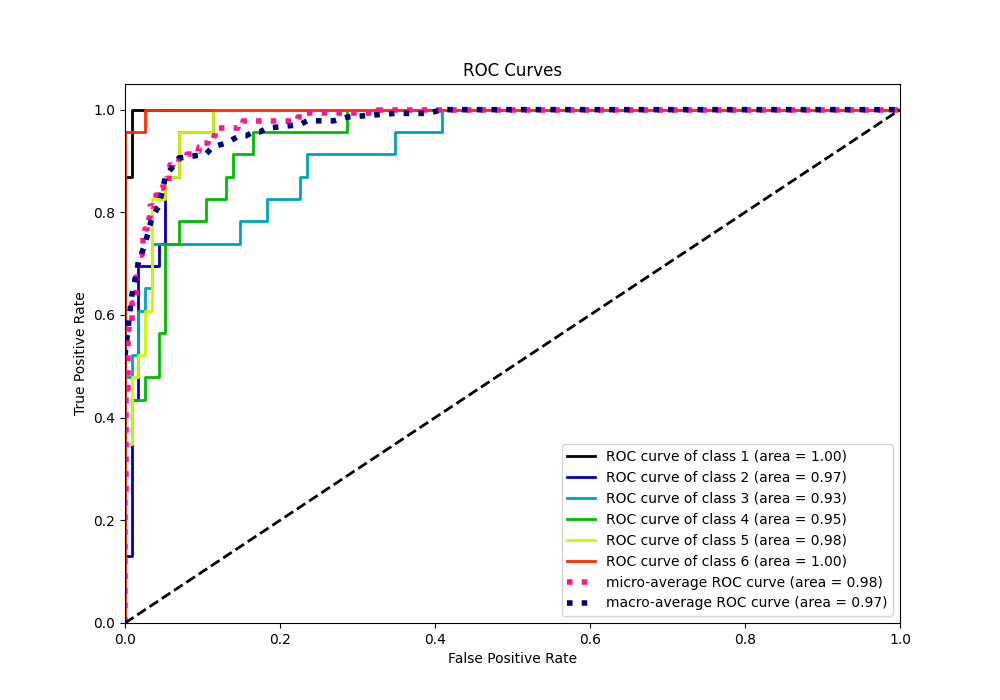 ROC Curves
True Positive Rate
1.0
0.8
0.6
0.4
0.2
0.0
0.0 0.2 0.4 0.6 0.8 1.0
False Positive Rate
ROC curve of class 1 (area = 1.00)
ROC curve of class 2 (area = 0.97)
ROC curve of class 3 (area = 0.93)
ROC curve of class 4 (area = 0.95)
ROC curve of class 5 (area = 0.98)
ROC curve of class 6 (area = 1.00)
micro-average ROC curve (area = 0.98)
macro-average ROC curve (area = 0.97)